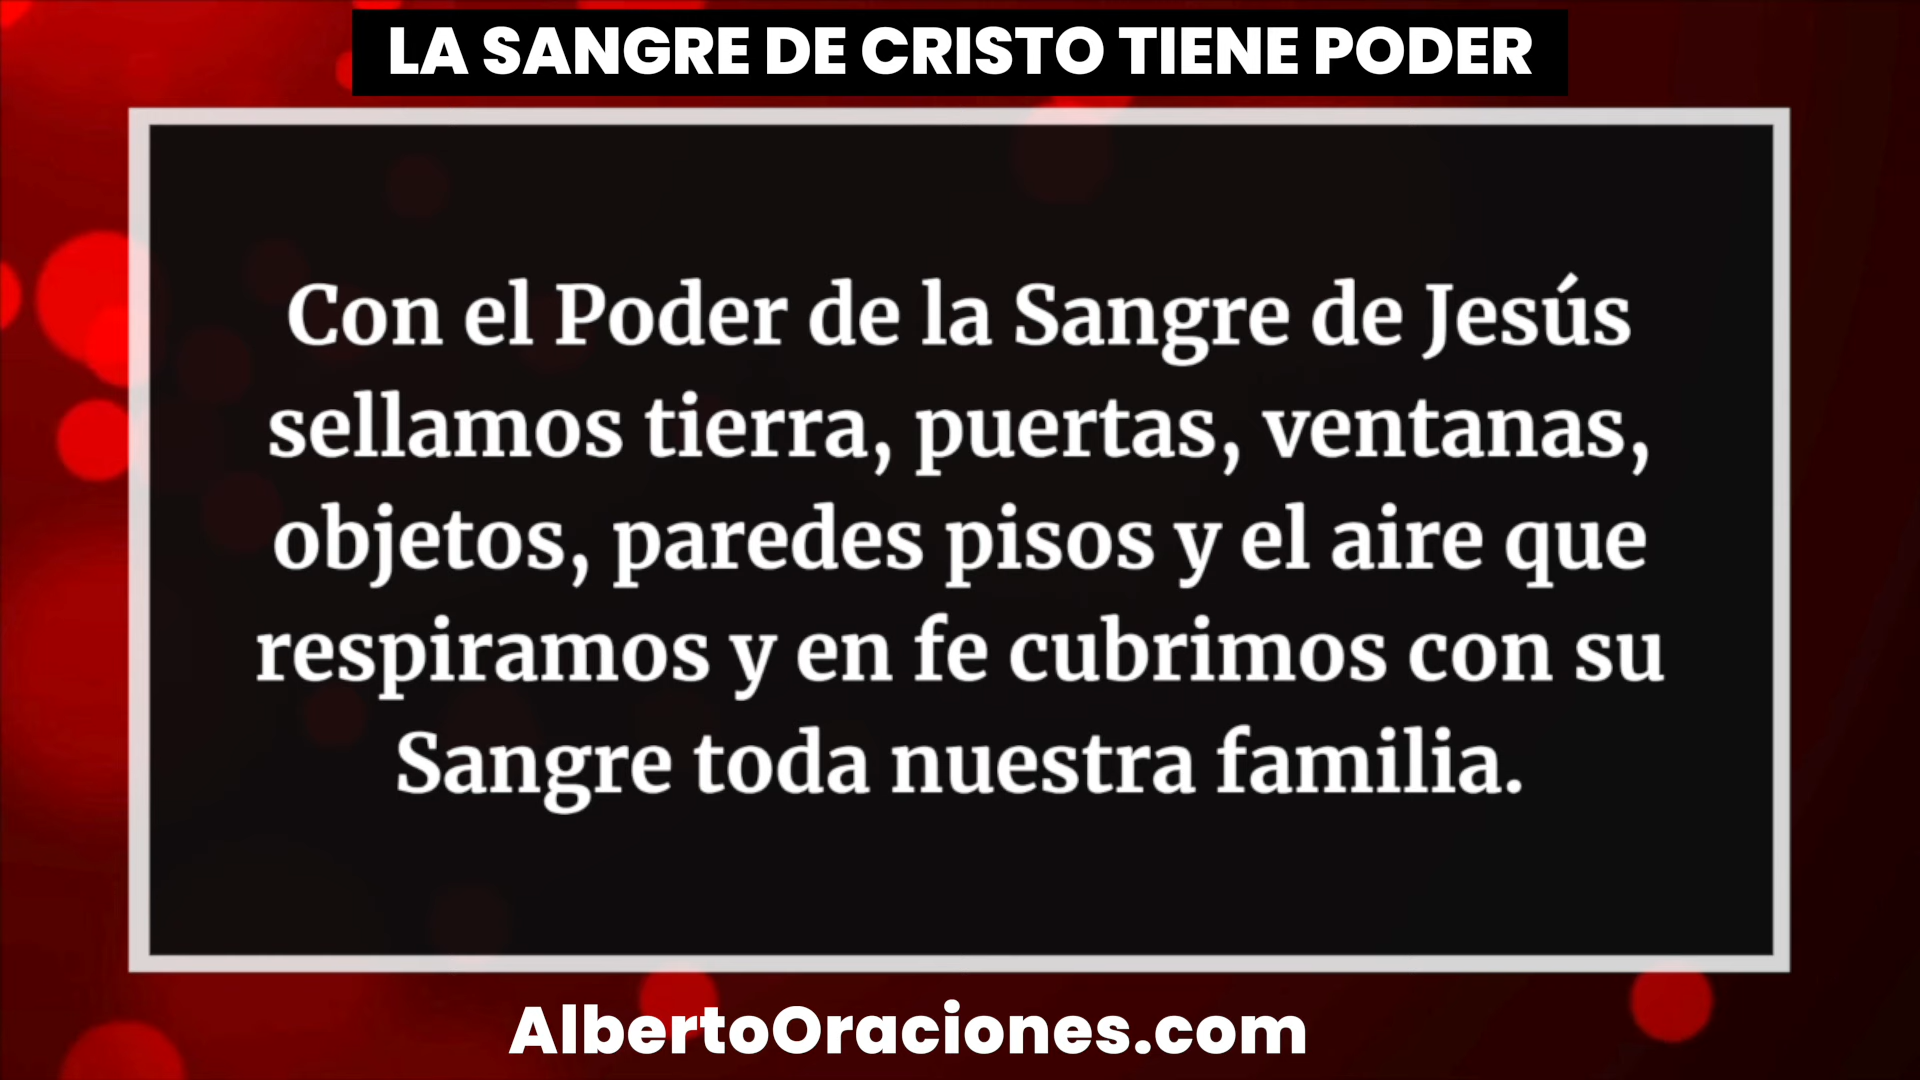 LA SANGRE DE CRISTO TIENE PODER
Con el Poder de la Sangre de Jesús
sellamos tierra, puertas, ventanas,
objetos, paredes pisos y el aire que
respiramos y en fe cubrimos con su
Sangre toda nuestra familia.
AlbertoOraciones.com